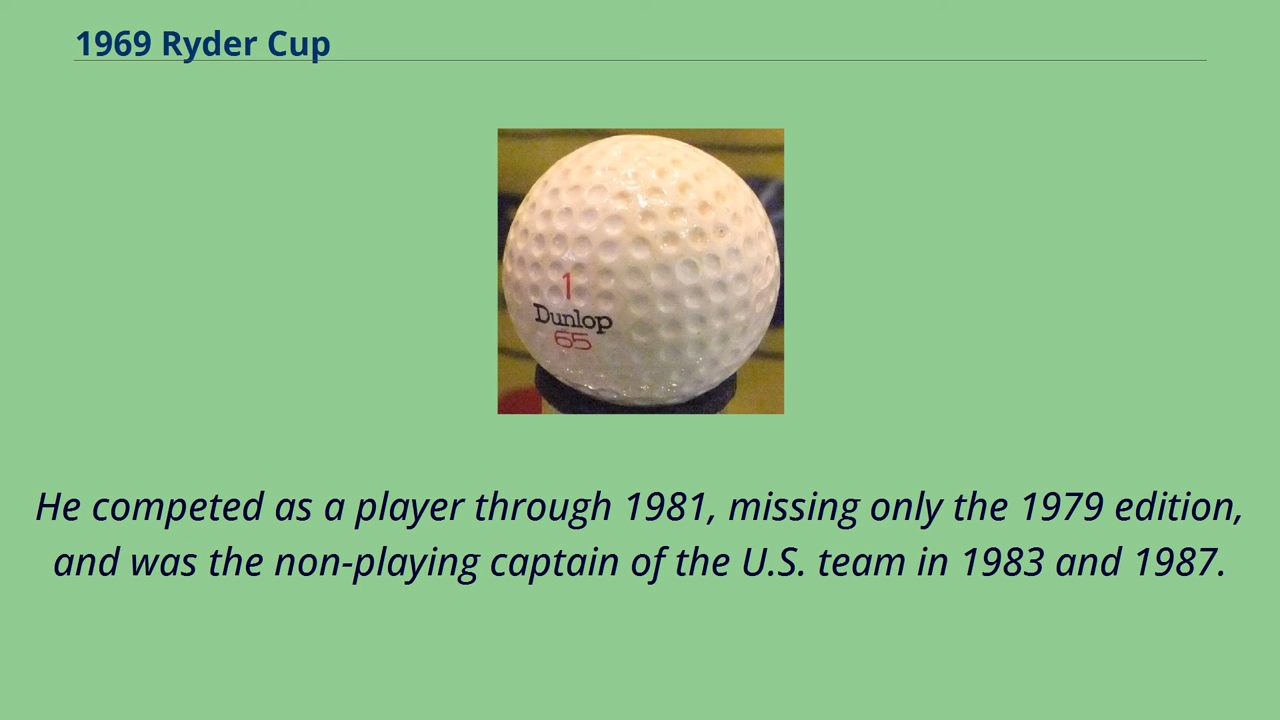 1969 Ryder Cup
1
Dunlop
65
He competed as a player through 1981, missing only the 1979 edition,
and was the non-playing captain of the U.S. team in 1983 and 1987.